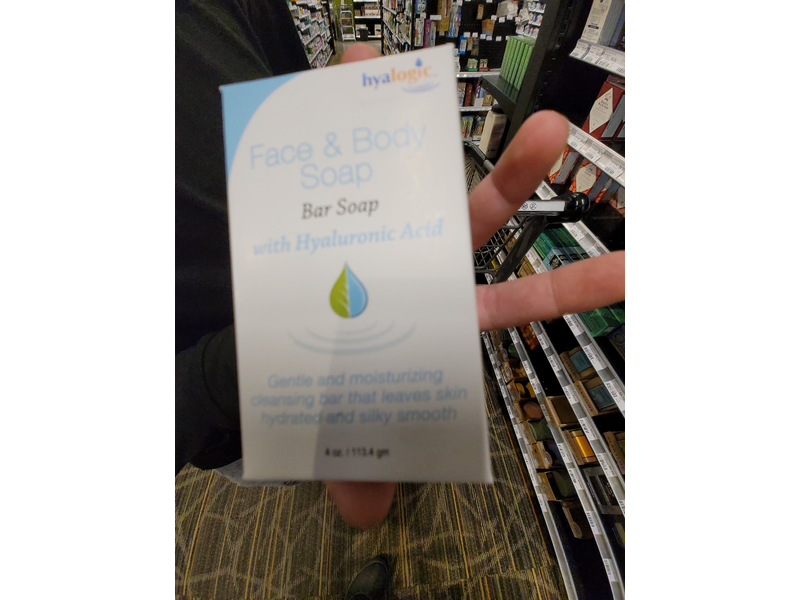 hyalogic
Face & Body
Soap
Bar Soap
with Hyaluronic Acid
Gentle and moisturizing
cleansing bar that leaves skin
hydrated and silky smooth
4 oz. / 113.4 gm